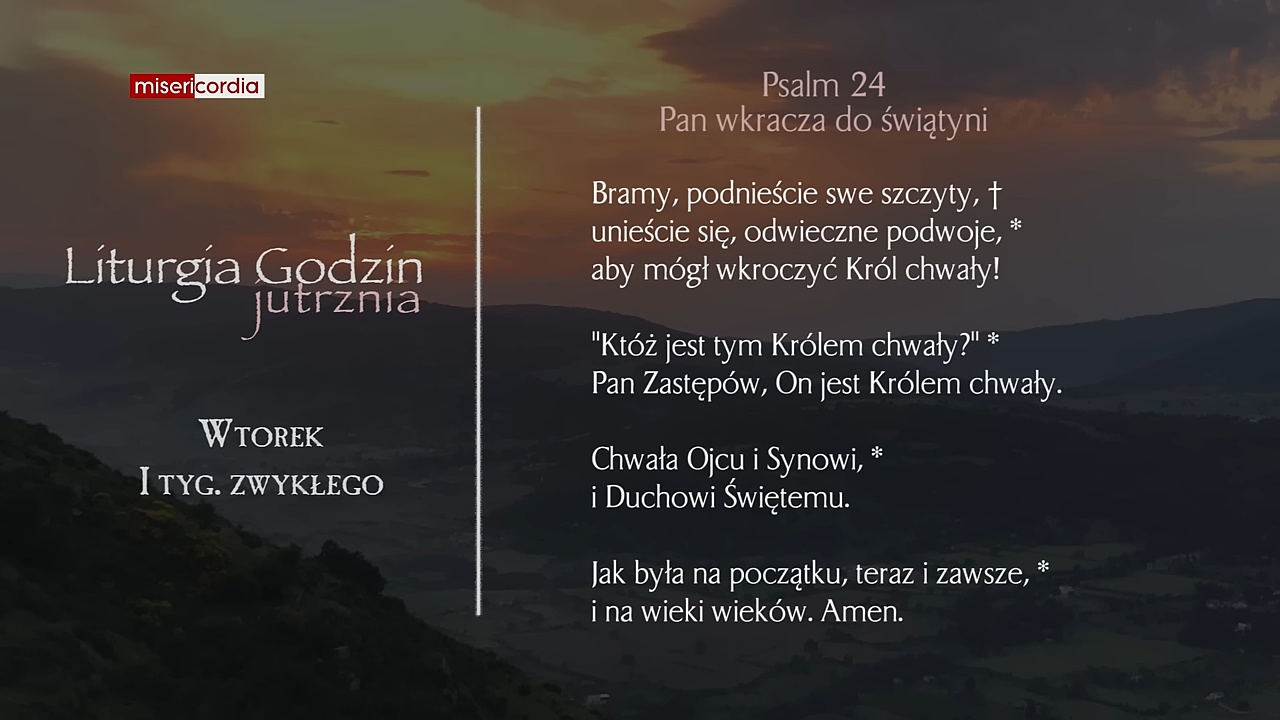 misericordia
Liturgia Godzin
jutrznia
Wtorek
I tyg. zwykłego
Psalm 24
Pan wkracza do świątyni
Bramy, podnieście swe szczyty, †
unieście się, odwieczne podwoje, *
aby mógł wkroczyć Król chwały!
"Któż jest tym Królem chwały?" *
Pan Zastępów, On jest Królem chwały.
Chwała Ojcu i Synowi, *
i Duchowi Świętemu.
Jak była na początku, teraz i zawsze, *
i na wieki wieków. Amen.